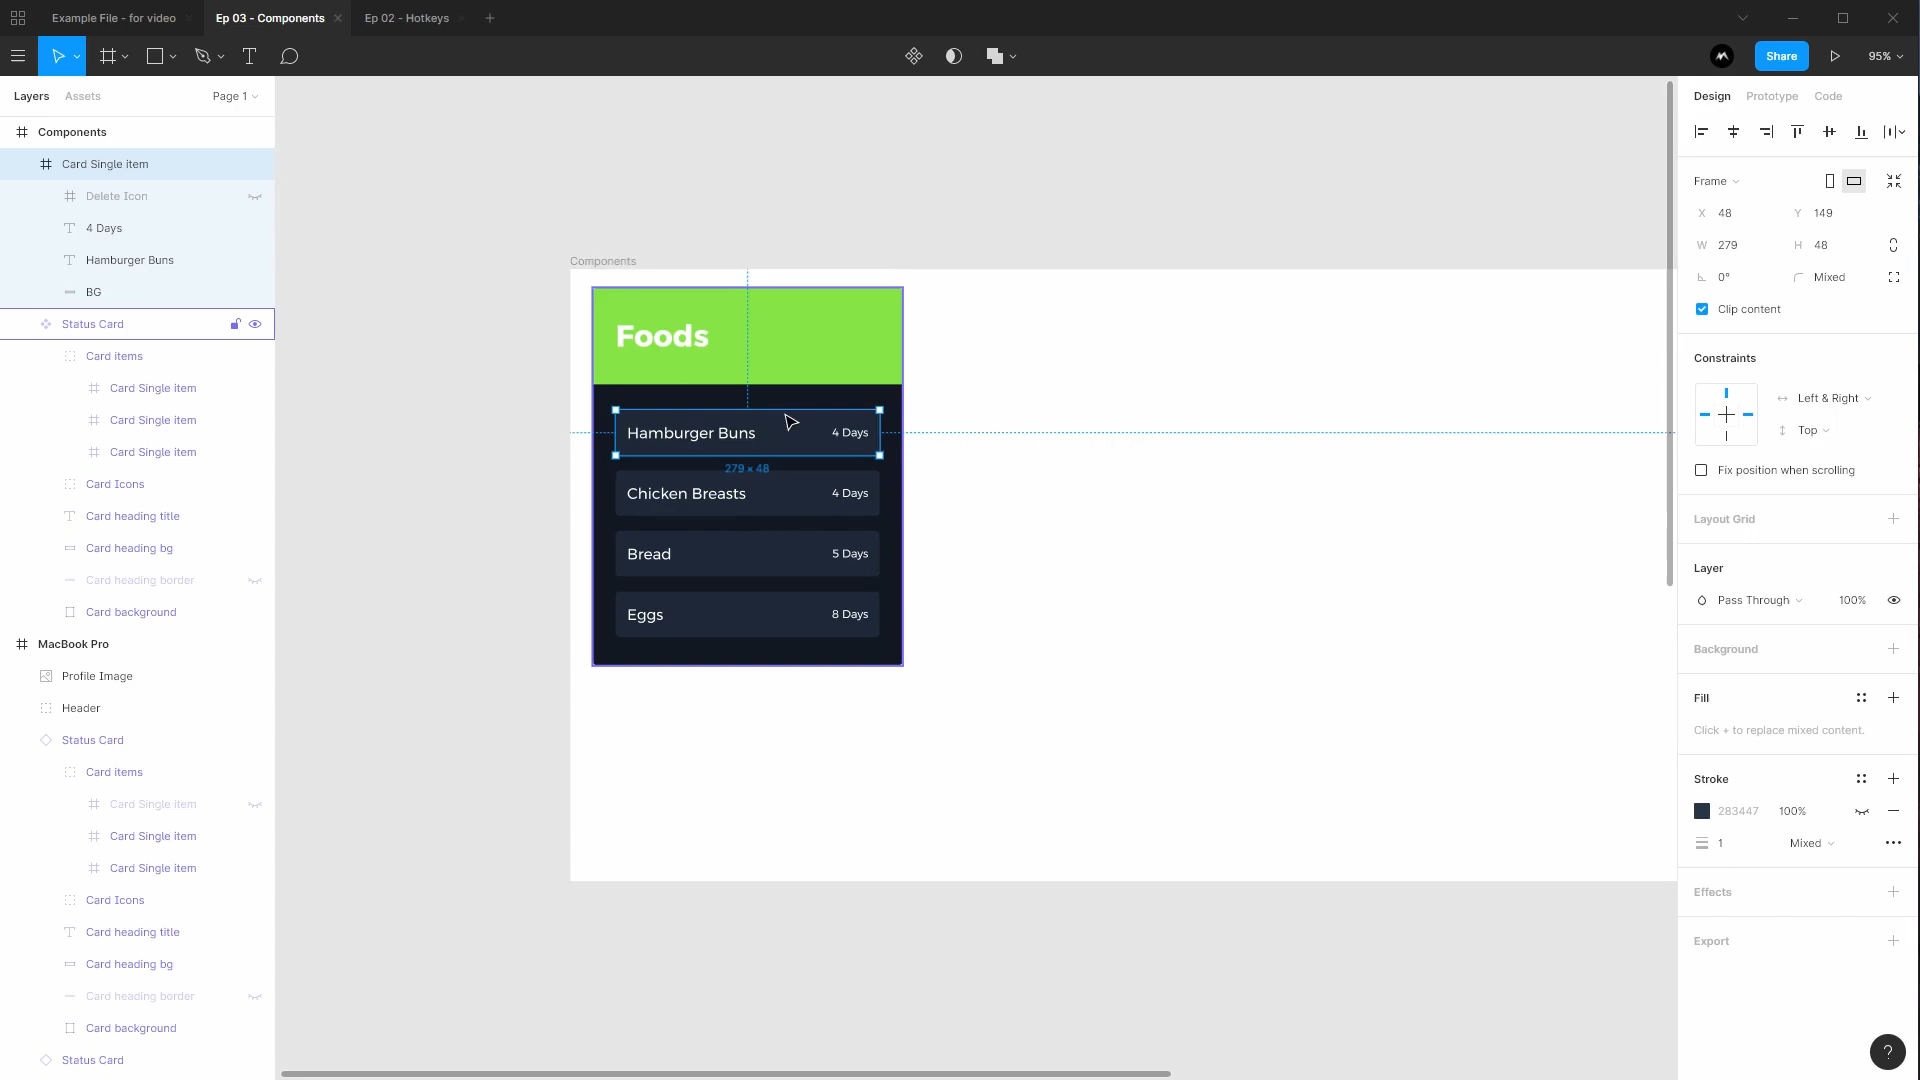 Example File - for video
Ep 03 - Components
Ep 02 - Hotkeys
Share
95%
Layers
Assets
Page 1
Components
Card Single item
Delete Icon
4 Days
Hamburger Buns
BG
Status Card
Card items
Card Single item
Card Single item
Card Single item
Card Icons
Card heading title
Card heading bg
Card heading border
Card background
MacBook Pro
Profile Image
Header
Status Card
Card items
Card Single item
Card Single item
Card Single item
Card Icons
Card heading title
Card heading bg
Card heading border
Card background
Status Card
Components
Foods
Hamburger Buns
4 Days
279 × 48
Chicken Breasts
4 Days
Bread
5 Days
Eggs
8 Days
Design
Prototype
Code
Frame
X 48
Y 149
W 279
H 48
0°
Mixed
Clip content
Constraints
Left & Right
Top
Fix position when scrolling
Layout Grid
Layer
Pass Through
100%
Background
Fill
Click + to replace mixed content.
Stroke
283447
100%
1
Mixed
Effects
Export
?